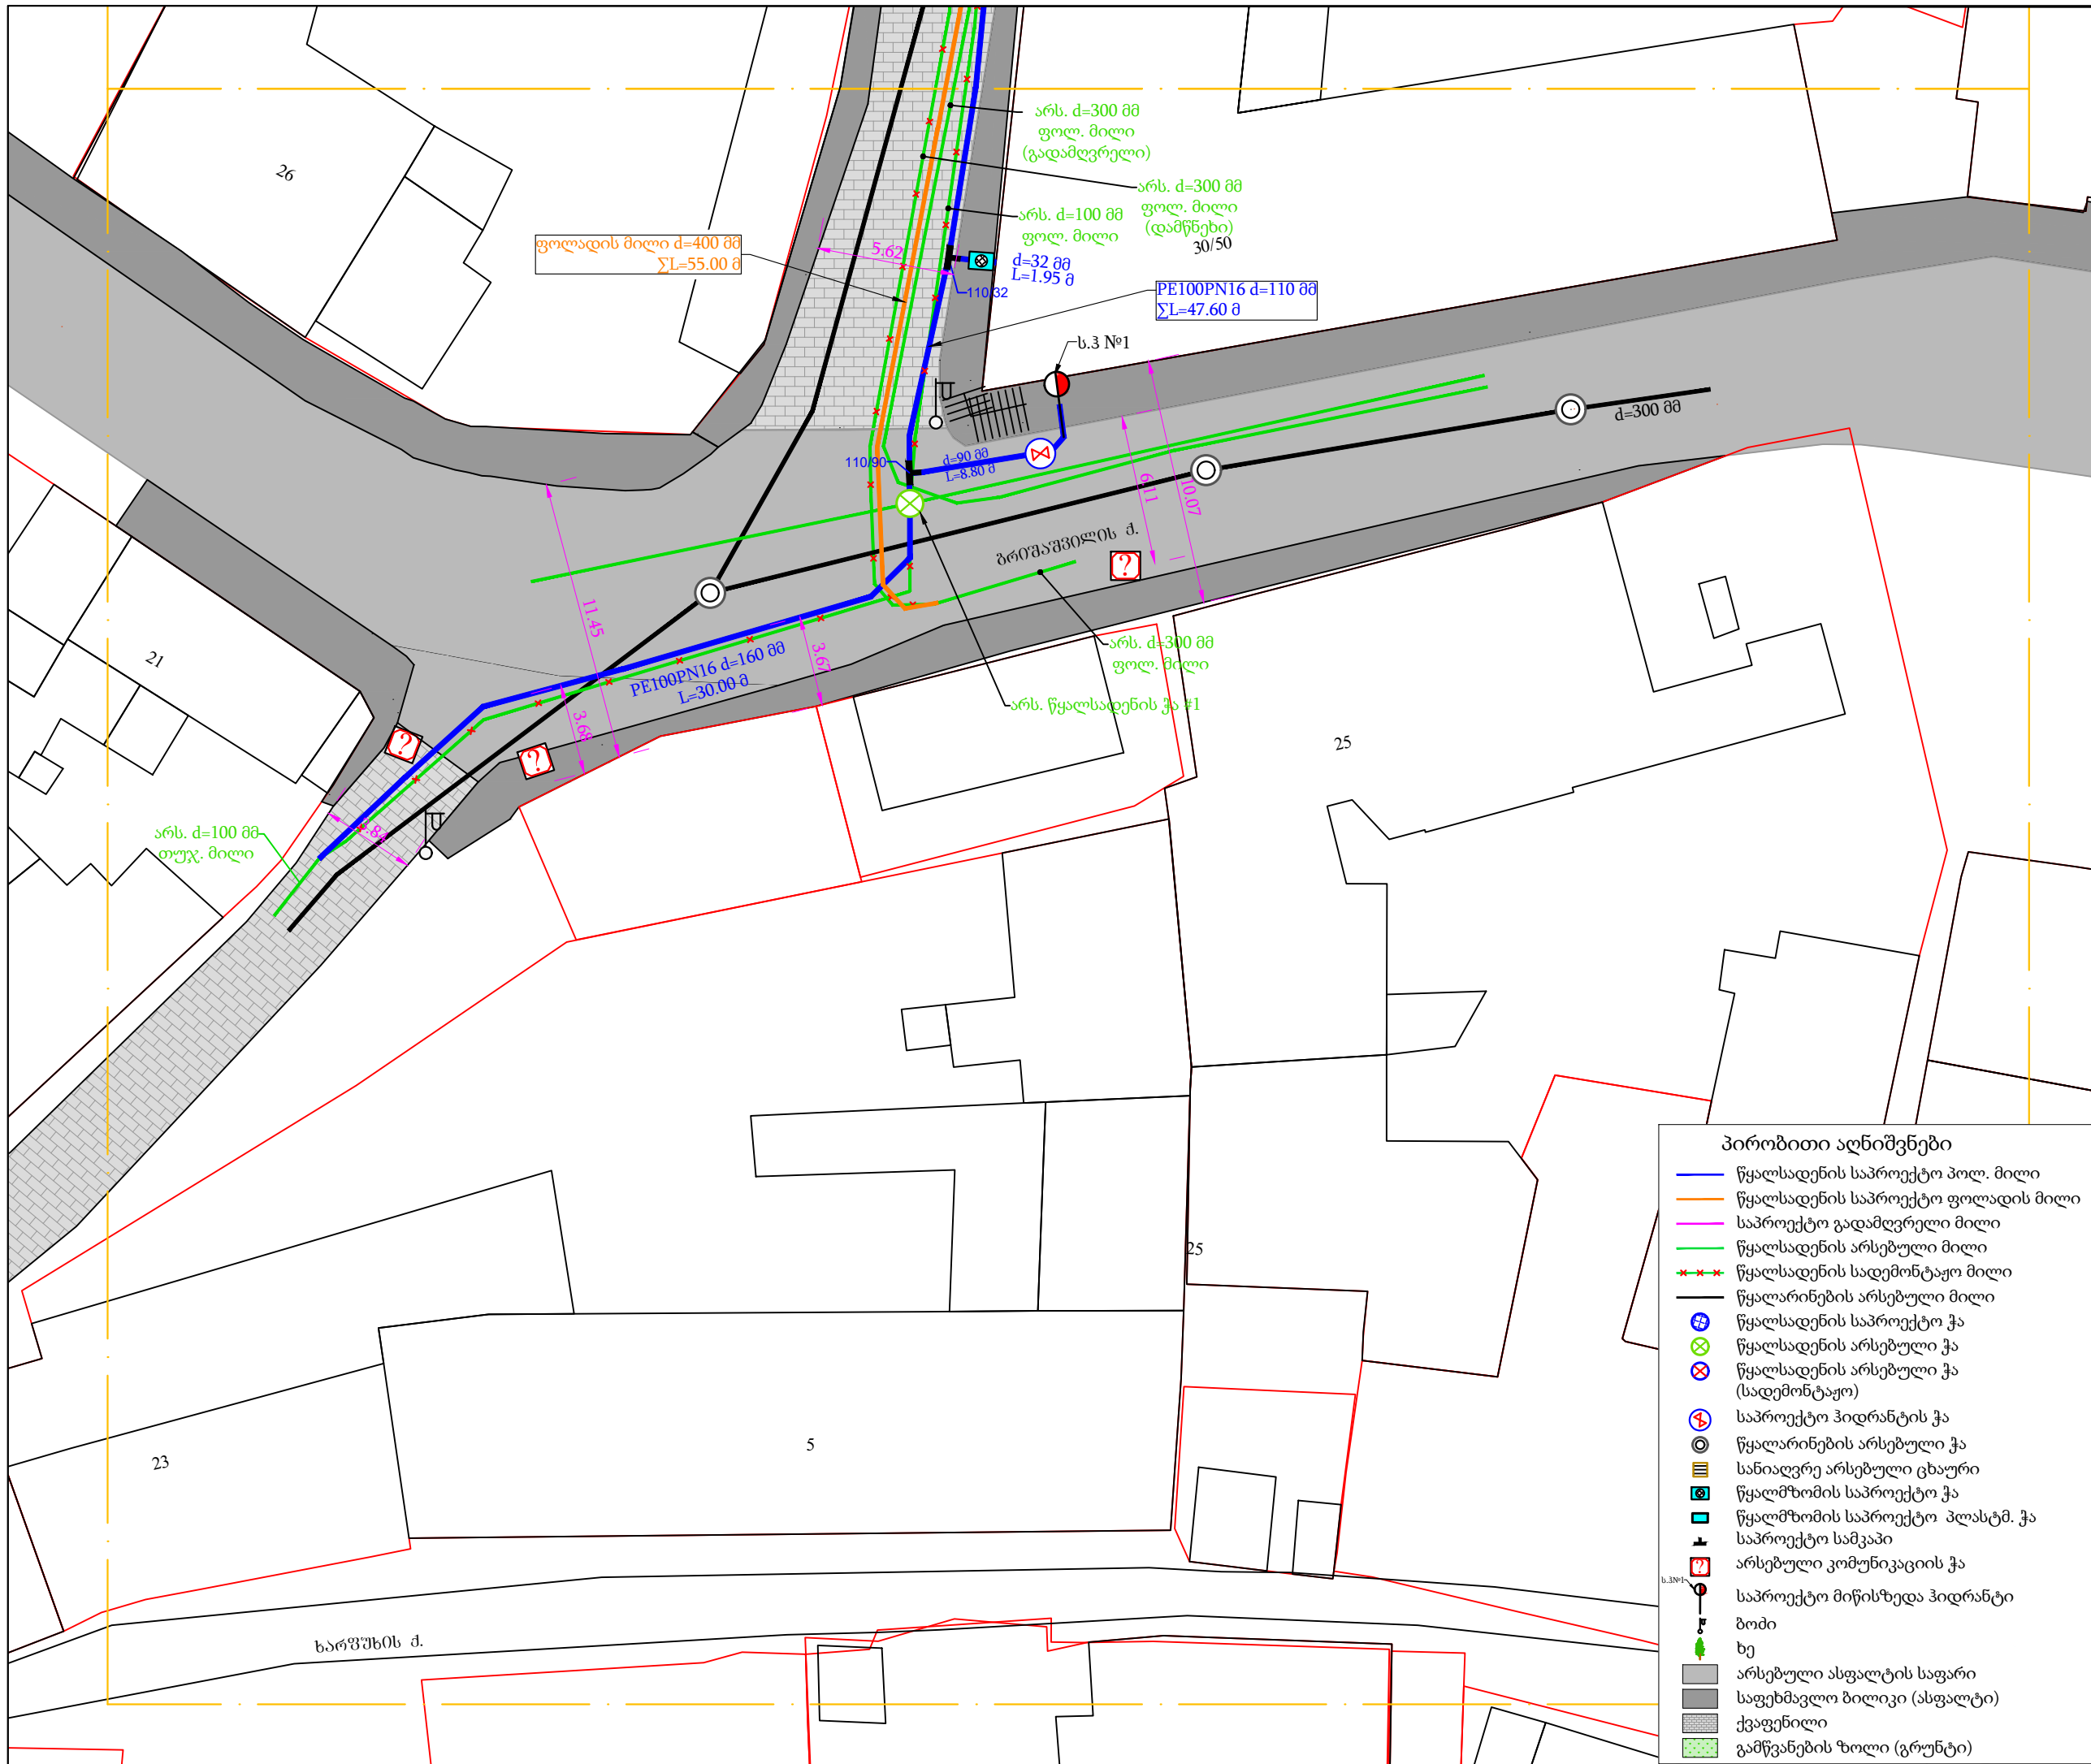 26
არს. d=300 მმ
ფოლ. მილი
(გადამღვრელი)
არს. d=300 მმ
ფოლ. მილი
(დამწნეხი)
არს. d=100 მმ
ფოლ. მილი
30/50
ფოლადის მილი d=400 მმ
∑L=55.00 მ
5.62
d=32 მმ
L=1.95 მ
110/32
PE100PN16 d=110 მმ
∑L=47.60 მ
ს.ჰ №1
d=300 მმ
110/90
d=90 მმ
L=8.80 მ
6.11
10.07
გრიშაშვილის ქ.
11.45
21
3.67
PE100PN16 d=160 მმ
L=30.00 მ
არს. d=300 მმ
ფოლ. მილი
არს. წყალსადენის ჭა #1
3.68
25
არს. d=100 მმ
თუჯ. მილი
25
5
23
ხარფუხის ქ.
პირობითი აღნიშვნები
წყალსადენის საპროექტო პოლ. მილი
წყალსადენის საპროექტო ფოლადის მილი
საპროექტო გადამღვრელი მილი
წყალსადენის არსებული მილი
წყალსადენის სადემონტაჟო მილი
წყალარინების არსებული მილი
წყალსადენის საპროექტო ჭა
წყალსადენის არსებული ჭა
წყალსადენის არსებული ჭა
(სადემონტაჟო)
საპროექტო ჰიდრანტის ჭა
წყალარინების არსებული ჭა
სანიაღვრე არსებული ცხაური
წყალმზომის საპროექტო ჭა
წყალმზომის საპროექტო პლასტმ. ჭა
საპროექტო სამკაპი
არსებული კომუნიკაციის ჭა
ს.ჰ№1
საპროექტო მიწისზედა ჰიდრანტი
ბოძი
ხე
არსებული ასფალტის საფარი
საფეხმავლო ბილიკი (ასფალტი)
ქვაფენილი
გამწვანების ზოლი (გრუნტი)